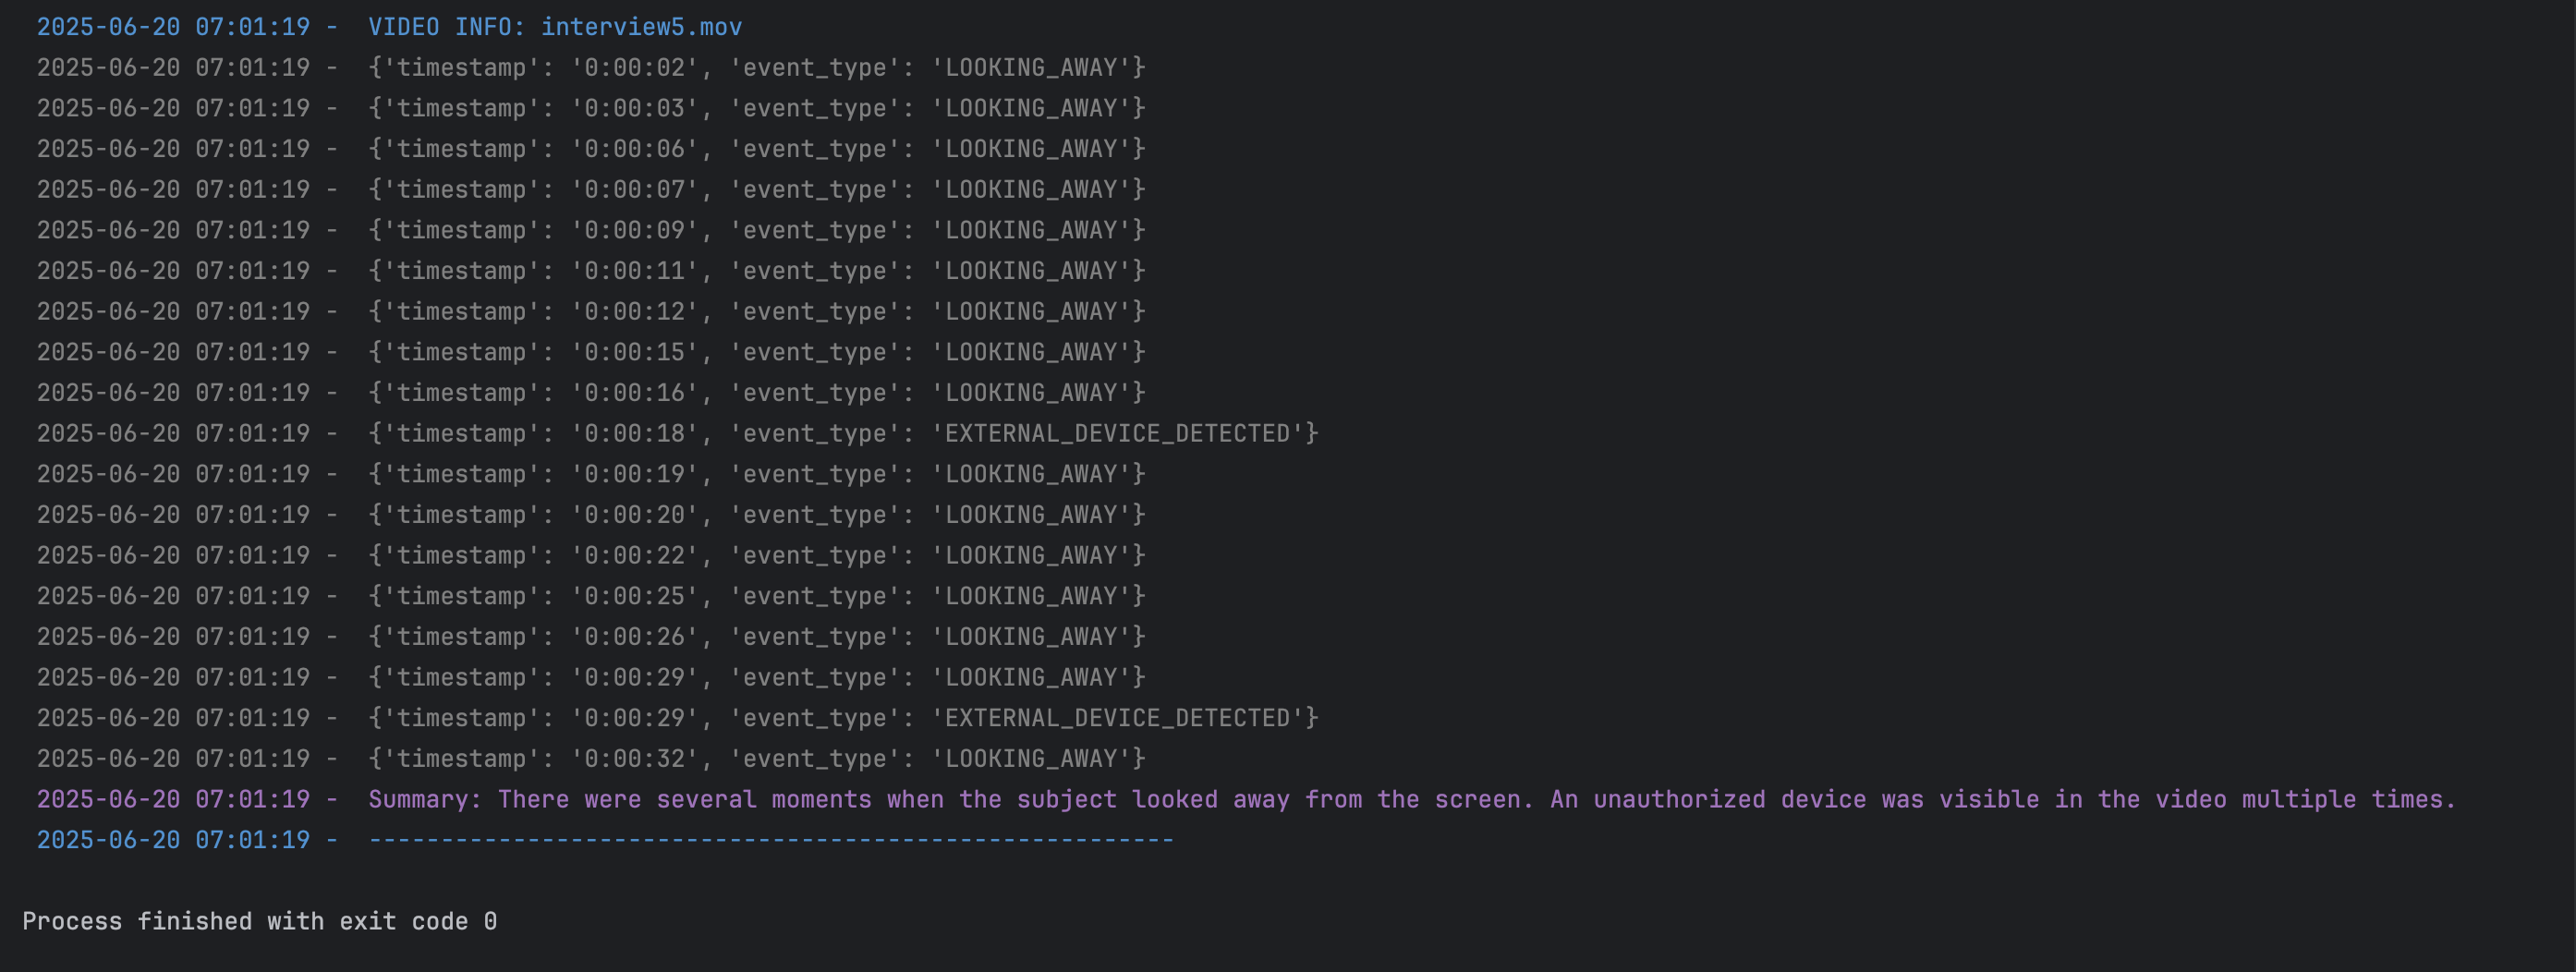 2025-06-20 07:01:19 -  VIDEO INFO: interview5.mov
2025-06-20 07:01:19 -  {'timestamp': '0:00:02', 'event_type': 'LOOKING_AWAY'}
2025-06-20 07:01:19 -  {'timestamp': '0:00:03', 'event_type': 'LOOKING_AWAY'}
2025-06-20 07:01:19 -  {'timestamp': '0:00:06', 'event_type': 'LOOKING_AWAY'}
2025-06-20 07:01:19 -  {'timestamp': '0:00:07', 'event_type': 'LOOKING_AWAY'}
2025-06-20 07:01:19 -  {'timestamp': '0:00:09', 'event_type': 'LOOKING_AWAY'}
2025-06-20 07:01:19 -  {'timestamp': '0:00:11', 'event_type': 'LOOKING_AWAY'}
2025-06-20 07:01:19 -  {'timestamp': '0:00:12', 'event_type': 'LOOKING_AWAY'}
2025-06-20 07:01:19 -  {'timestamp': '0:00:15', 'event_type': 'LOOKING_AWAY'}
2025-06-20 07:01:19 -  {'timestamp': '0:00:16', 'event_type': 'LOOKING_AWAY'}
2025-06-20 07:01:19 -  {'timestamp': '0:00:18', 'event_type': 'EXTERNAL_DEVICE_DETECTED'}
2025-06-20 07:01:19 -  {'timestamp': '0:00:19', 'event_type': 'LOOKING_AWAY'}
2025-06-20 07:01:19 -  {'timestamp': '0:00:20', 'event_type': 'LOOKING_AWAY'}
2025-06-20 07:01:19 -  {'timestamp': '0:00:22', 'event_type': 'LOOKING_AWAY'}
2025-06-20 07:01:19 -  {'timestamp': '0:00:25', 'event_type': 'LOOKING_AWAY'}
2025-06-20 07:01:19 -  {'timestamp': '0:00:26', 'event_type': 'LOOKING_AWAY'}
2025-06-20 07:01:19 -  {'timestamp': '0:00:29', 'event_type': 'LOOKING_AWAY'}
2025-06-20 07:01:19 -  {'timestamp': '0:00:29', 'event_type': 'EXTERNAL_DEVICE_DETECTED'}
2025-06-20 07:01:19 -  {'timestamp': '0:00:32', 'event_type': 'LOOKING_AWAY'}
2025-06-20 07:01:19 -  Summary: There were several moments when the subject looked away from the screen. An unauthorized device was visible in the video multiple times.
2025-06-20 07:01:19 -  --------------------------------------------------------
Process finished with exit code 0